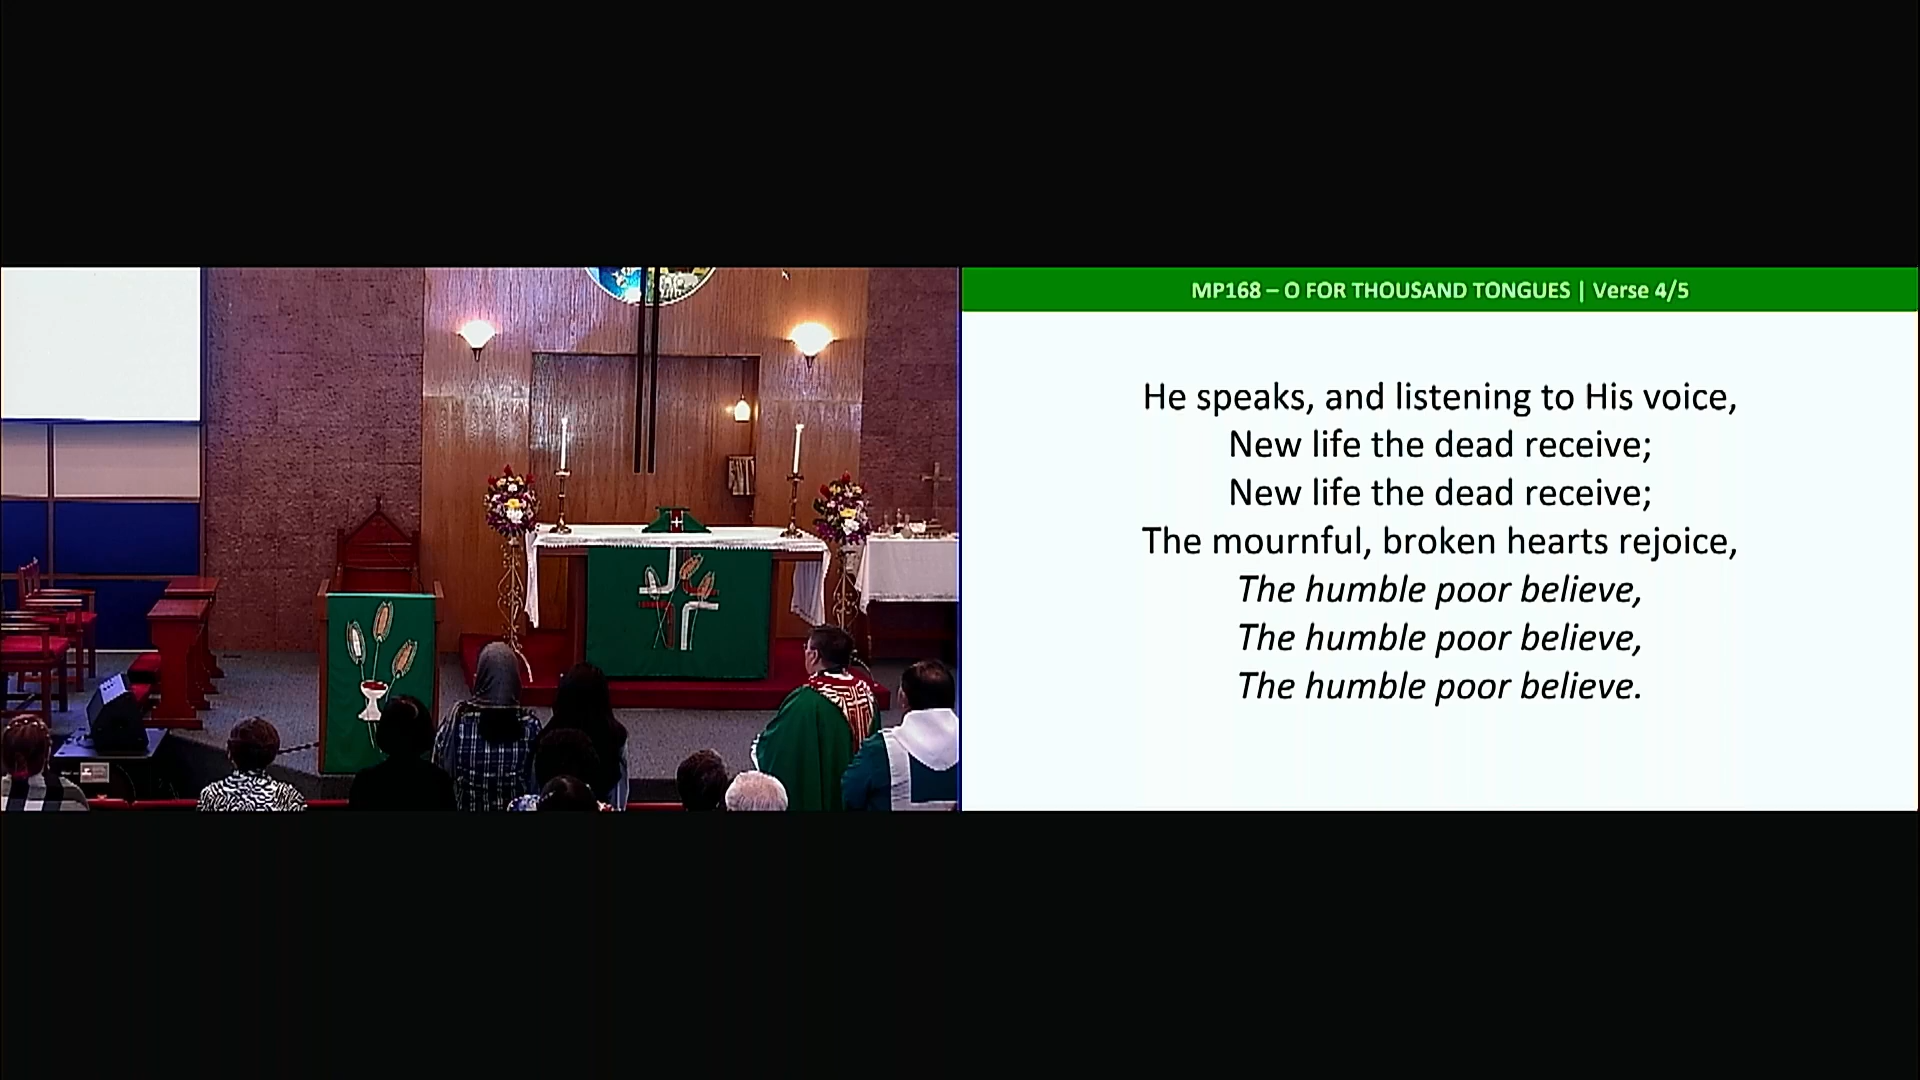 MP168 – O FOR THOUSAND TONGUES | Verse 4/5
He speaks, and listening to His voice,
New life the dead receive;
New life the dead receive;
The mournful, broken hearts rejoice,
The humble poor believe,
The humble poor believe,
The humble poor believe.